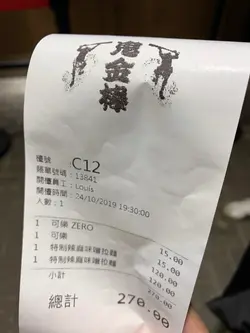 鬼金棒
檯號 : C12
賬單號碼 : 13841
開檯員工 : Louis
開檯時間 : 24/10/2019 19:30:00
人數 : 1
1 可樂 ZERO 15.00
1 可樂 15.00
1 特制辣麻味噌拉麵 120.00
1 特制辣麻味噌拉麵 120.00
小計 270.00
總計 270.00